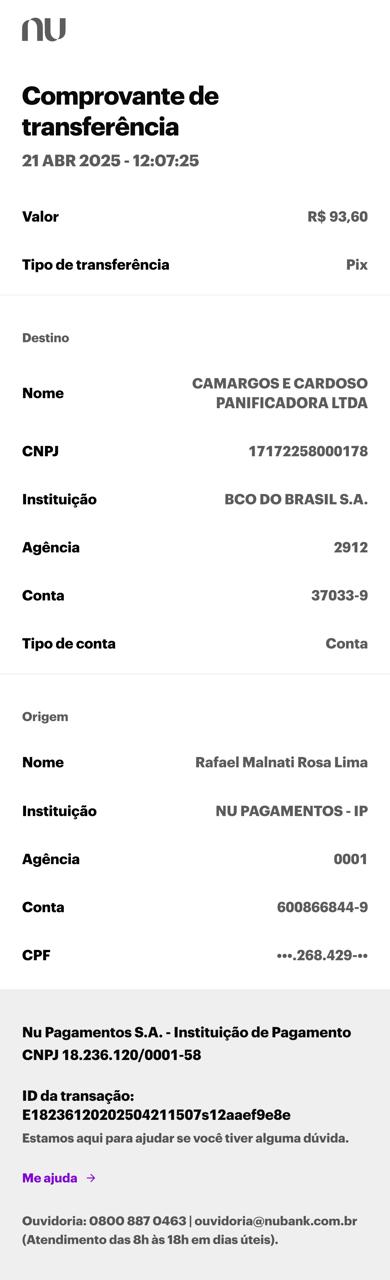 nu
Comprovante de
transferência
21 ABR 2025 - 12:07:25
Valor R$ 93,60
Tipo de transferência Pix
Destino
Nome CAMARGOS E CARDOSO
PANIFICADORA LTDA
CNPJ 17172258000178
Instituição BCO DO BRASIL S.A.
Agência 2912
Conta 37033-9
Tipo de conta Conta
Origem
Nome Rafael Malnati Rosa Lima
Instituição NU PAGAMENTOS - IP
Agência 0001
Conta 600866844-9
CPF •••.268.429-••
Nu Pagamentos S.A. - Instituição de Pagamento
CNPJ 18.236.120/0001-58
ID da transação:
E18236120202504211507s12aaef9e8e
Estamos aqui para ajudar se você tiver alguma dúvida.
Me ajuda →
Ouvidoria: 0800 887 0463 | ouvidoria@nubank.com.br
(Atendimento das 8h às 18h em dias úteis).